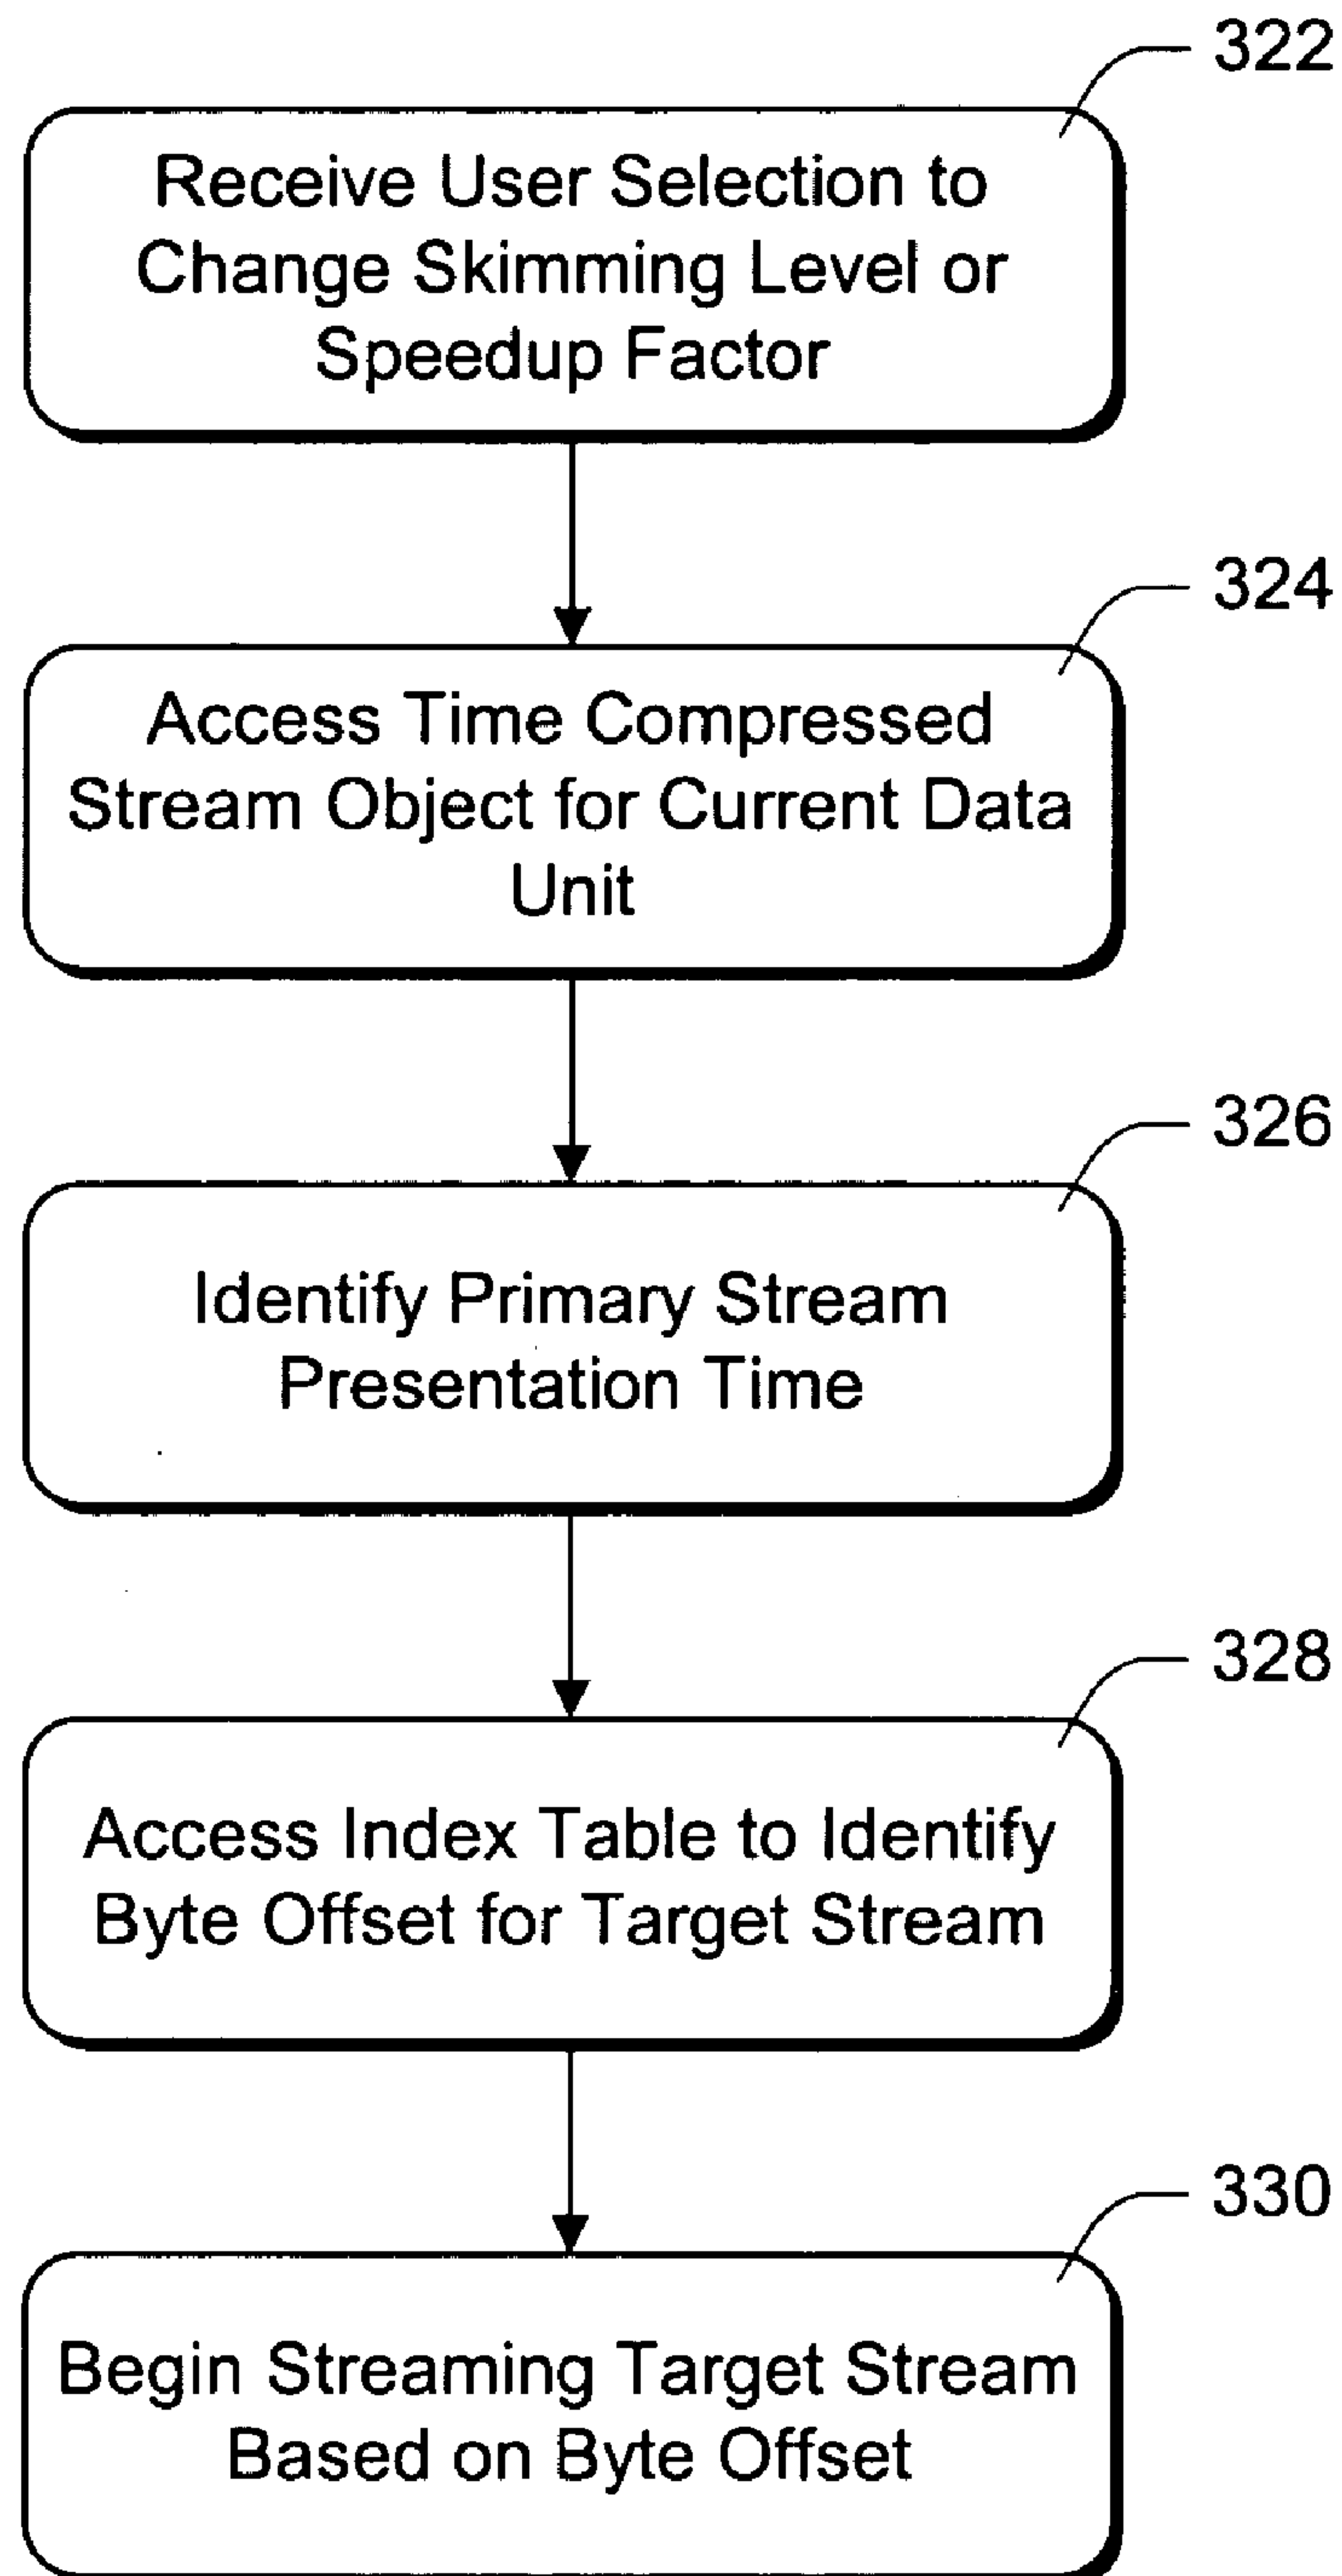 322
Receive User Selection to
Change Skimming Level or
Speedup Factor
324
Access Time Compressed
Stream Object for Current Data
Unit
326
Identify Primary Stream
Presentation Time
328
Access Index Table to Identify
Byte Offset for Target Stream
330
Begin Streaming Target Stream
Based on Byte Offset